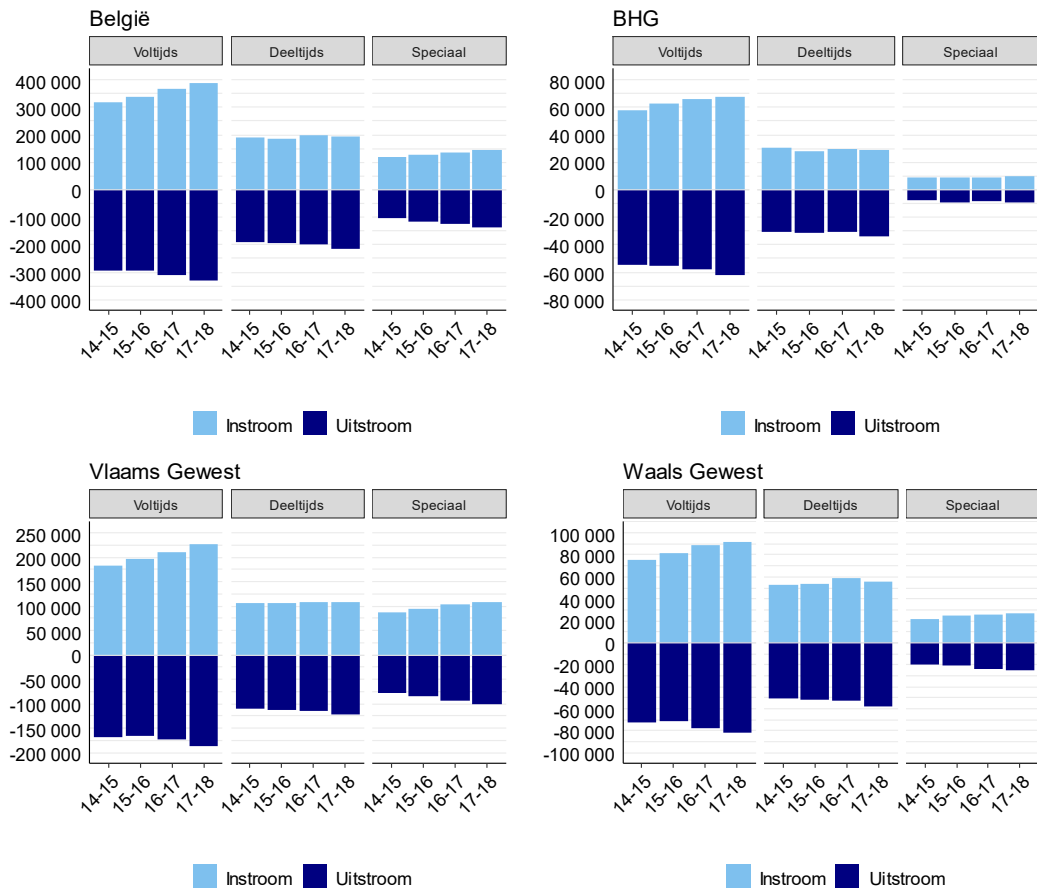 België
Voltijds Deeltijds Speciaal
400 000
300 000
200 000
100 000
0
-100 000
-200 000
-300 000
-400 000
14-15 15-16 16-17 17-18 14-15 15-16 16-17 17-18 14-15 15-16 16-17 17-18
Instroom Uitstroom
BHG
Voltijds Deeltijds Speciaal
80 000
60 000
40 000
20 000
0
-20 000
-40 000
-60 000
-80 000
14-15 15-16 16-17 17-18 14-15 15-16 16-17 17-18 14-15 15-16 16-17 17-18
Instroom Uitstroom
Vlaams Gewest
Voltijds Deeltijds Speciaal
250 000
200 000
150 000
100 000
50 000
0
-50 000
-100 000
-150 000
-200 000
14-15 15-16 16-17 17-18 14-15 15-16 16-17 17-18 14-15 15-16 16-17 17-18
Instroom Uitstroom
Waals Gewest
Voltijds Deeltijds Speciaal
100 000
80 000
60 000
40 000
20 000
0
-20 000
-40 000
-60 000
-80 000
-100 000
14-15 15-16 16-17 17-18 14-15 15-16 16-17 17-18 14-15 15-16 16-17 17-18
Instroom Uitstroom